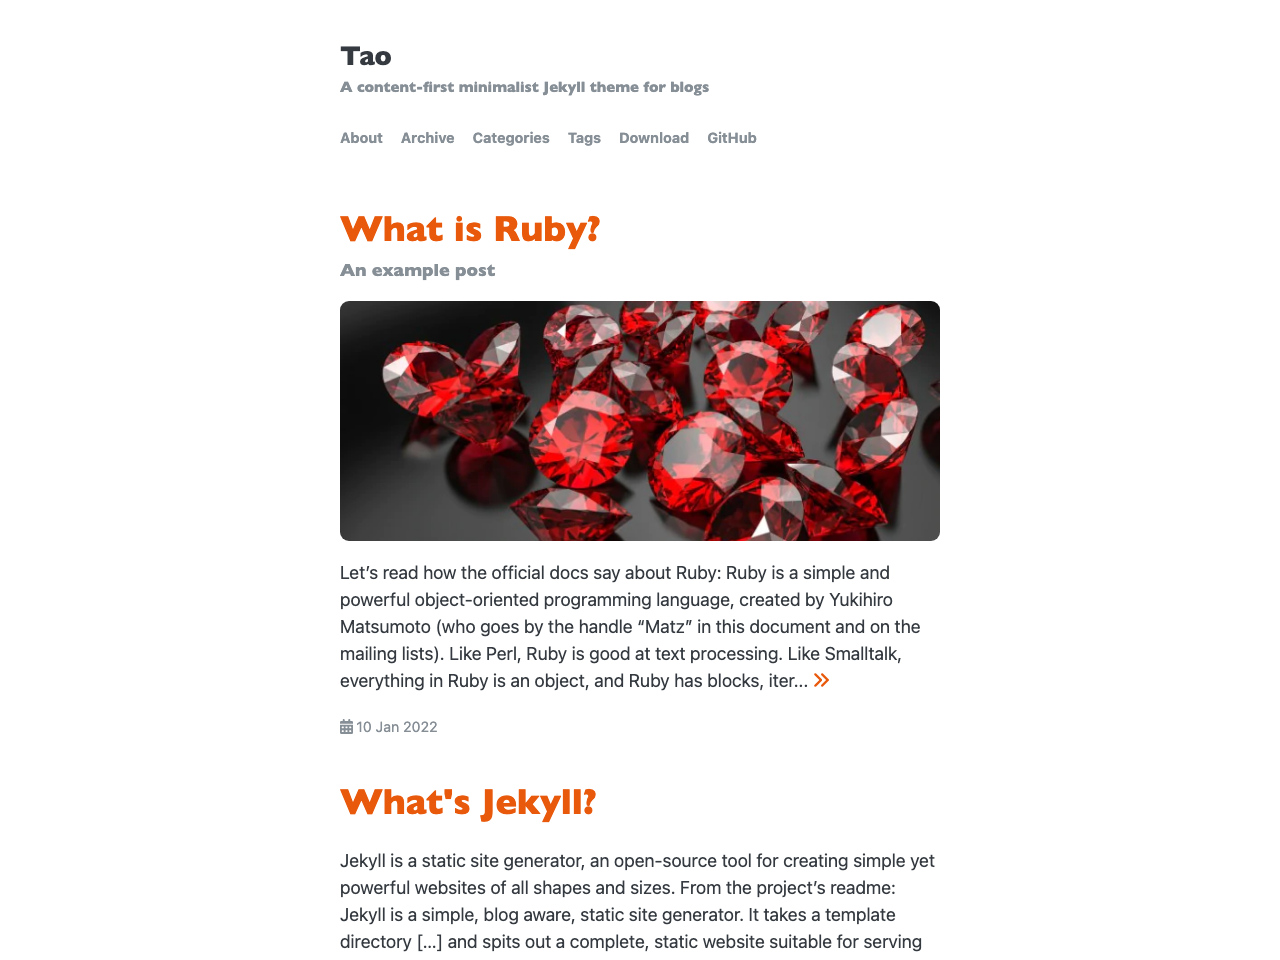 Tao
A content-first minimalist Jekyll theme for blogs
About Archive Categories Tags Download GitHub
What is Ruby?
An example post
Let’s read how the official docs say about Ruby: Ruby is a simple and
powerful object-oriented programming language, created by Yukihiro
Matsumoto (who goes by the handle “Matz” in this document and on the
mailing lists). Like Perl, Ruby is good at text processing. Like Smalltalk,
everything in Ruby is an object, and Ruby has blocks, iter... »
10 Jan 2022
What's Jekyll?
Jekyll is a static site generator, an open-source tool for creating simple yet
powerful websites of all shapes and sizes. From the project’s readme:
Jekyll is a simple, blog aware, static site generator. It takes a template
directory [...] and spits out a complete, static website suitable for serving